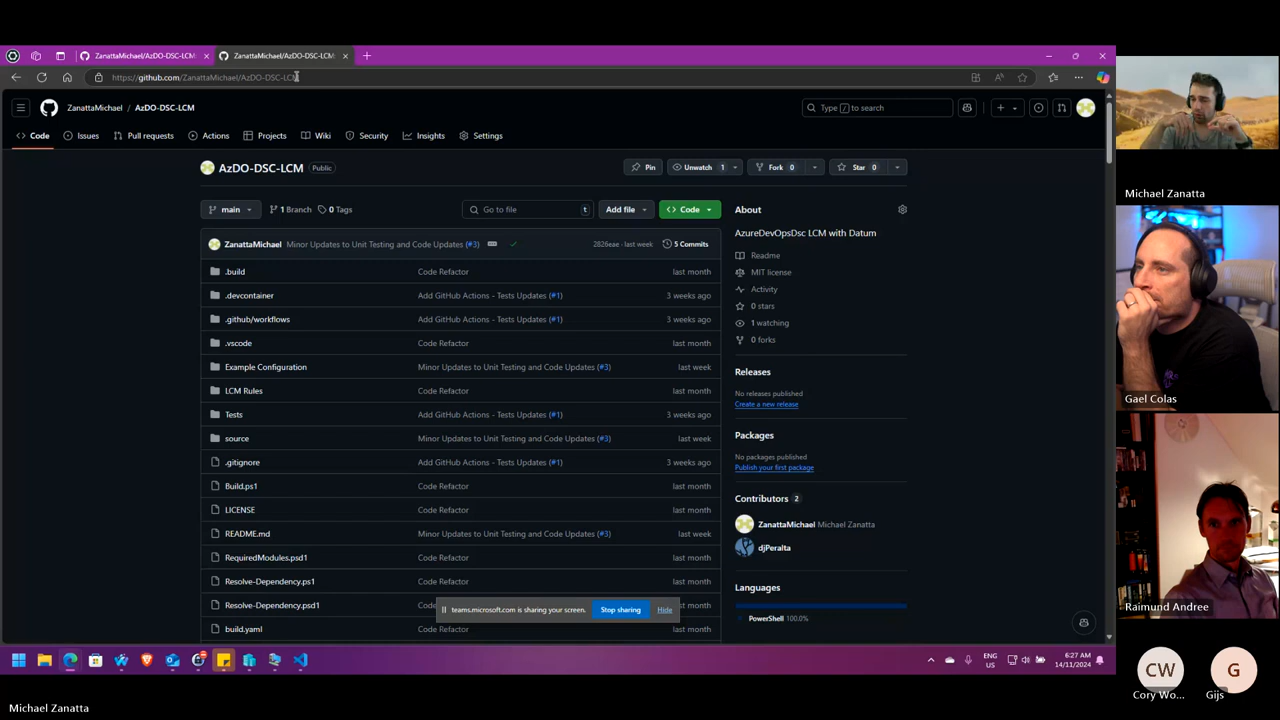 ZanattaMichael/AzDO-DSC-LCM
ZanattaMichael/AzDO-DSC-LCM
https://github.com/ZanattaMichael/AzDO-DSC-LCM
ZanattaMichael / AzDO-DSC-LCM
Type / to search
Code
Issues
Pull requests
Actions
Projects
Wiki
Security
Insights
Settings
AzDO-DSC-LCM Public
Pin
Unwatch 1
Fork 0
Star 0
main
1 Branch
0 Tags
Go to file t
Add file
Code
About
AzureDevOpsDsc LCM with Datum
Readme
MIT license
Activity
0 stars
1 watching
0 forks
Releases
No releases published
Create a new release
Packages
No packages published
Publish your first package
Contributors 2
ZanattaMichael Michael Zanatta
djPeralta
Languages
PowerShell 100.0%
ZanattaMichael Minor Updates to Unit Testing and Code Updates (#3) 2826eae · last week 5 Commits
.build Code Refactor last month
.devcontainer Add GitHub Actions - Tests Updates (#1) 3 weeks ago
.github/workflows Add GitHub Actions - Tests Updates (#1) 3 weeks ago
.vscode Code Refactor last month
Example Configuration Minor Updates to Unit Testing and Code Updates (#3) last week
LCM Rules Code Refactor last month
Tests Add GitHub Actions - Tests Updates (#1) 3 weeks ago
source Minor Updates to Unit Testing and Code Updates (#3) last week
.gitignore Add GitHub Actions - Tests Updates (#1) 3 weeks ago
Build.ps1 Code Refactor last month
LICENSE Code Refactor last month
README.md Minor Updates to Unit Testing and Code Updates (#3) last week
RequiredModules.psd1 Code Refactor last month
Resolve-Dependency.ps1 Code Refactor last month
Resolve-Dependency.psd1 last month
build.yaml Code Refactor last month
teams.microsoft.com is sharing your screen.
Stop sharing
Hide
ENG
US
6:27 AM
14/11/2024
Michael Zanatta
Michael Zanatta
Gael Colas
Raimund Andree
CW
Cory Wo...
G
Gijs